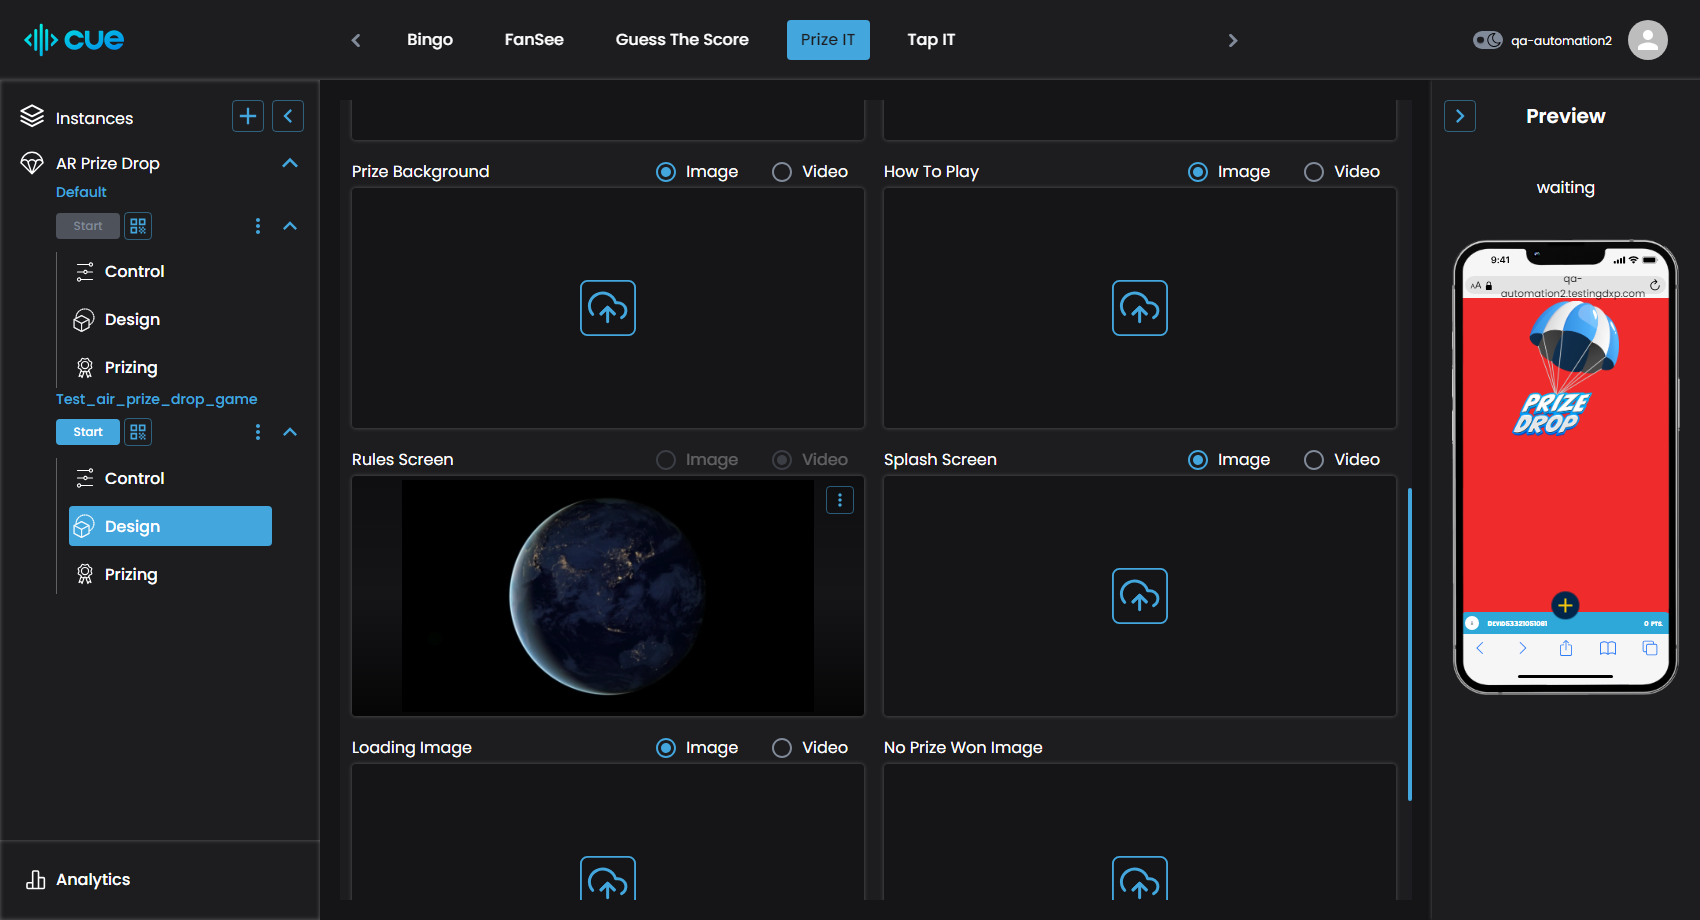 cue
Bingo
FanSee
Guess The Score
Prize IT
Tap IT
qa-automation2
Instances
AR Prize Drop
Default
Start
Control
Design
Prizing
Test_air_prize_drop_game
Start
Control
Design
Prizing
Analytics
Prize Background
Image
Video
How To Play
Image
Video
Rules Screen
Image
Video
Splash Screen
Image
Video
Loading Image
Image
Video
No Prize Won Image
Preview
waiting
9:41
AA
qa-
automation2.testingdxp.com
PRIZE
DROP
0 PTS.